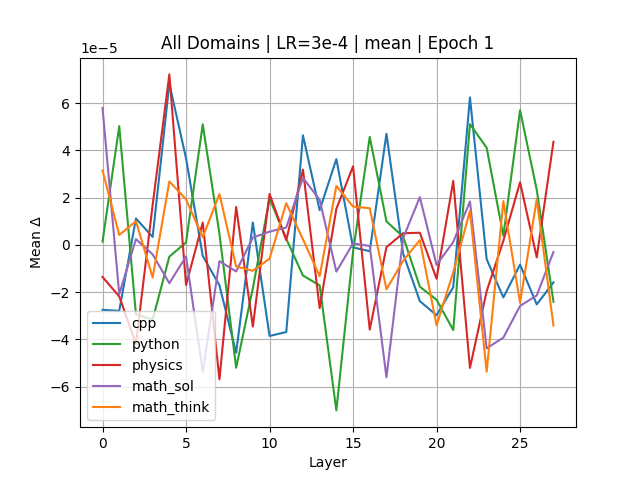 All Domains | LR=3e-4 | mean | Epoch 1
1e−5
6
4
2
0
−2
−4
−6
Mean Δ
cpp
python
physics
math_sol
math_think
0
5
10
15
20
25
Layer